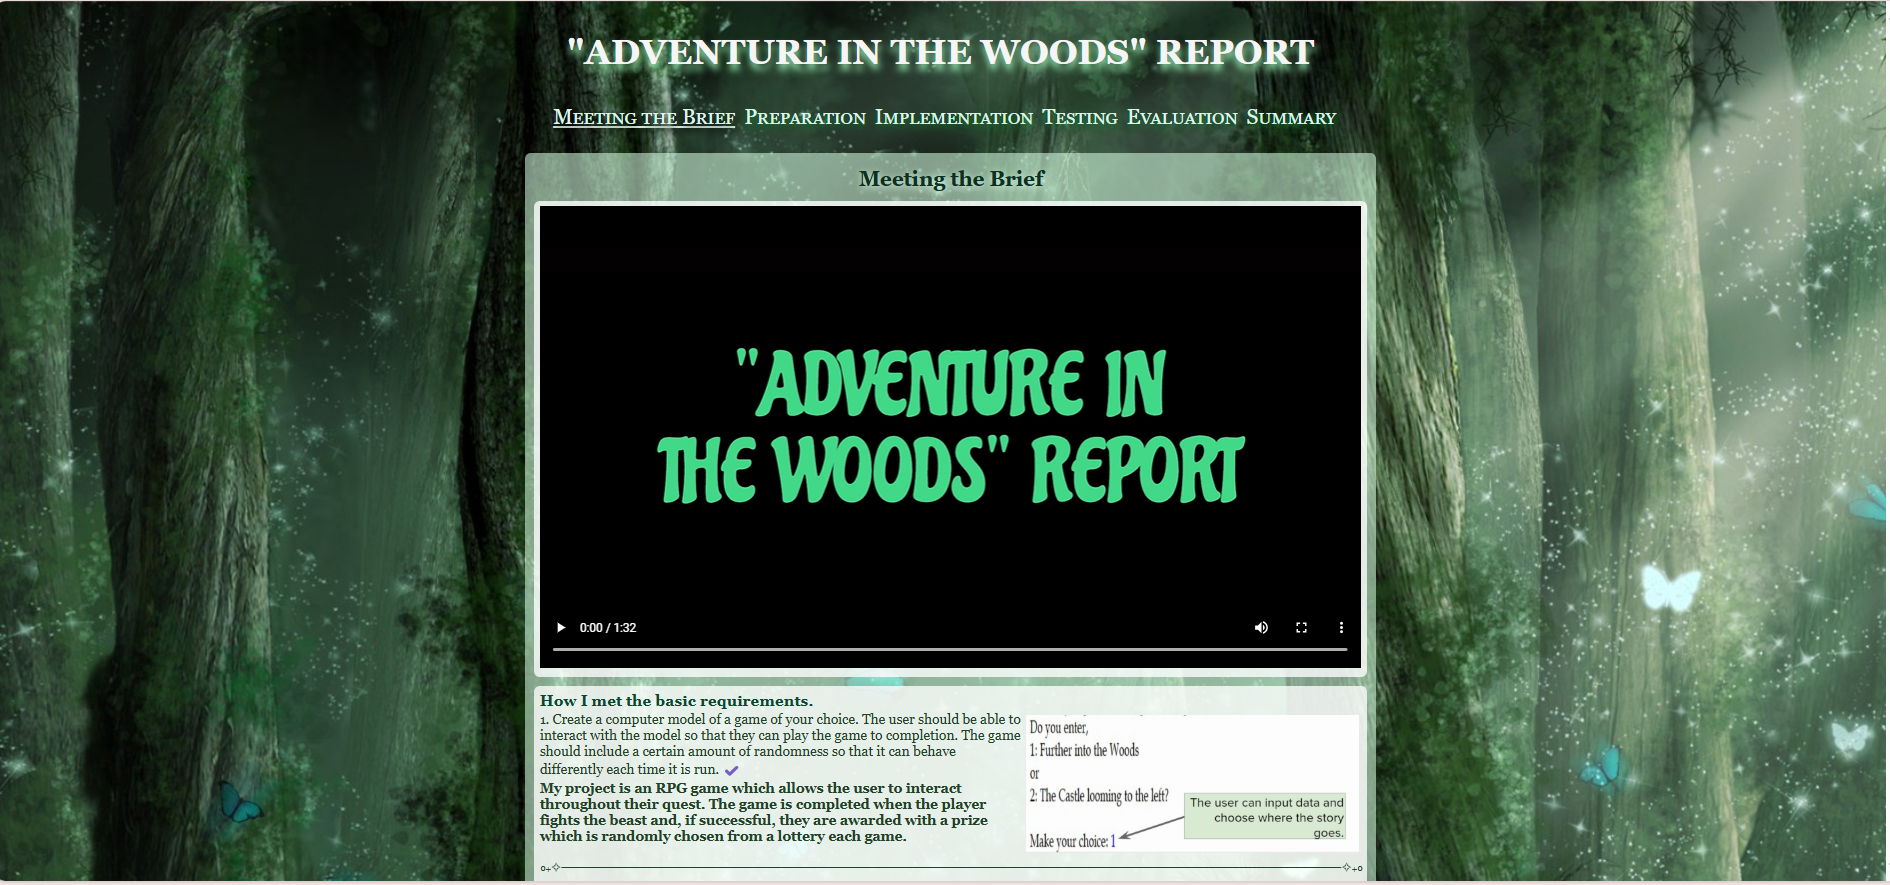 "ADVENTURE IN THE WOODS" REPORT
Meeting the Brief Preparation Implementation Testing Evaluation Summary
Meeting the Brief
"ADVENTURE IN
THE WOODS" REPORT
0:00 / 1:32
How I met the basic requirements.
1. Create a computer model of a game of your choice. The user should be able to
interact with the model so that they can play the game to completion. The game
should include a certain amount of randomness so that it can behave
differently each time it is run.
My project is an RPG game which allows the user to interact
throughout their quest. The game is completed when the player
fights the beast and, if successful, they are awarded with a prize
which is randomly chosen from a lottery each game.
Do you enter,
1: Further into the Woods
or
2: The Castle looming to the left?
Make your choice: 1
The user can input data and
choose where the story
goes.